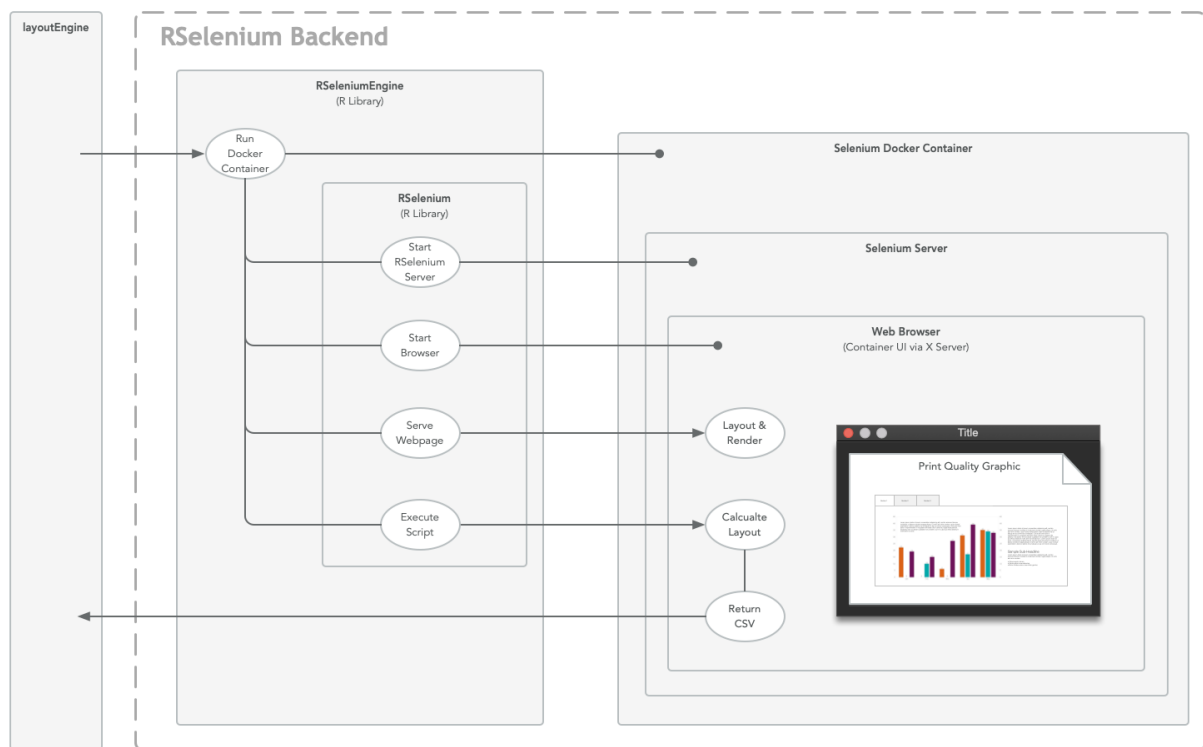 layoutEngine
RSelenium Backend
RSeleniumEngine
(R Library)
Run
Docker
Container
Selenium Docker Container
RSelenium
(R Library)
Start
RSelenium
Server
Selenium Server
Start
Browser
Web Browser
(Container UI via X Server)
Serve
Webpage
Layout &
Render
Title
Print Quality Graphic
Execute
Script
Calcualte
Layout
Return
CSV